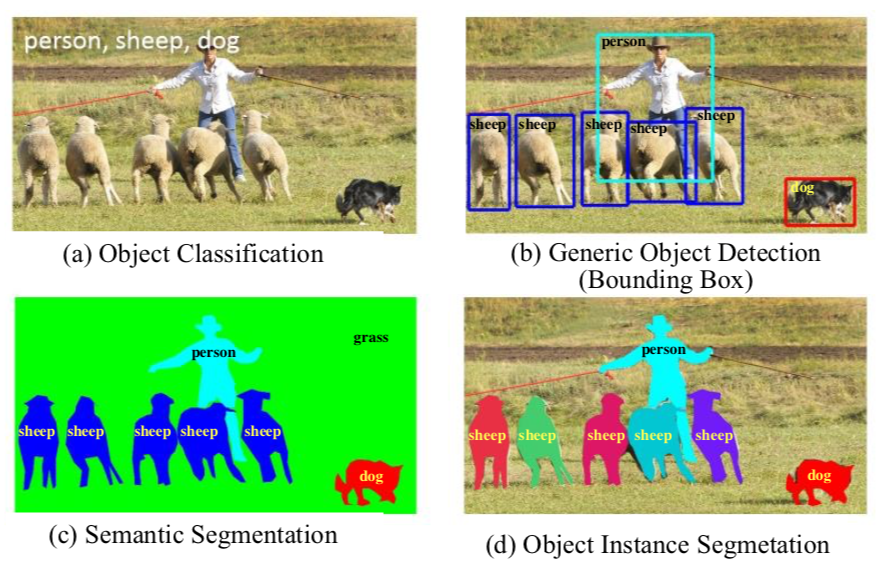 person, sheep, dog
(a) Object Classification
person
sheep
sheep
sheep
sheep
sheep
dog
(b) Generic Object Detection
(Bounding Box)
grass
person
sheep
sheep
sheep
sheep
sheep
dog
(c) Semantic Segmentation
person
sheep
sheep
sheep
sheep
sheep
dog
(d) Object Instance Segmetation